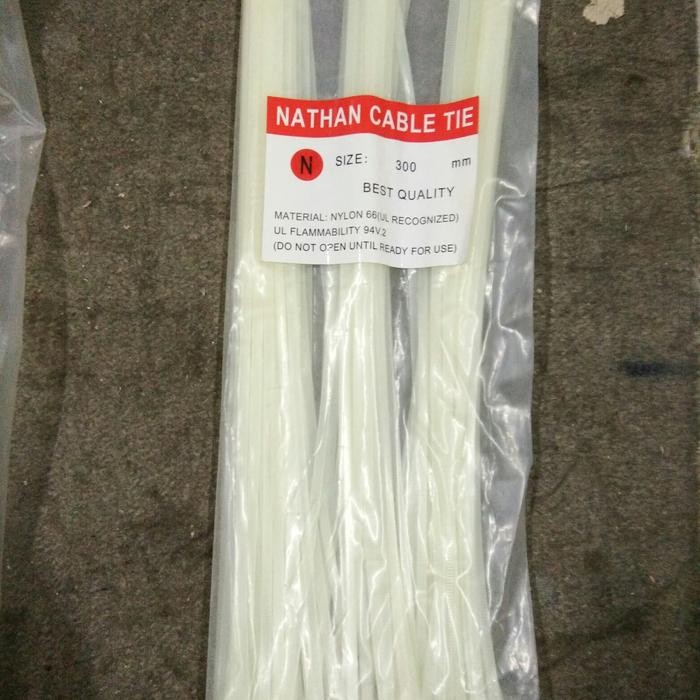 NATHAN CABLE TIE
N SIZE: 300 mm
BEST QUALITY
MATERIAL: NYLON 66(UL RECOGNIZED)
UL FLAMMABILITY 94V.2
(DO NOT OPEN UNTIL READY FOR USE)